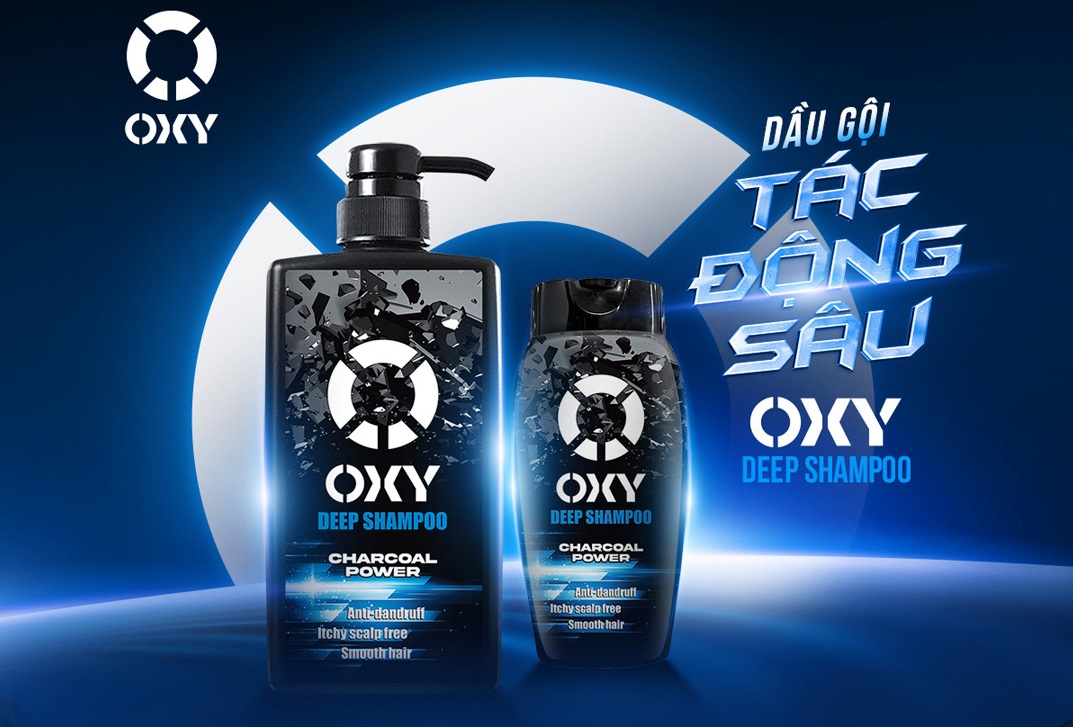 OXY
DẦU GỘI
TÁC
ĐỘNG
SÂU
OXY
DEEP SHAMPOO
OXY
DEEP SHAMPOO
CHARCOAL
POWER
Anti-dandruff
Itchy scalp free
Smooth hair
OXY
DEEP SHAMPOO
CHARCOAL
POWER
Anti-dandruff
Itchy scalp free
Smooth hair